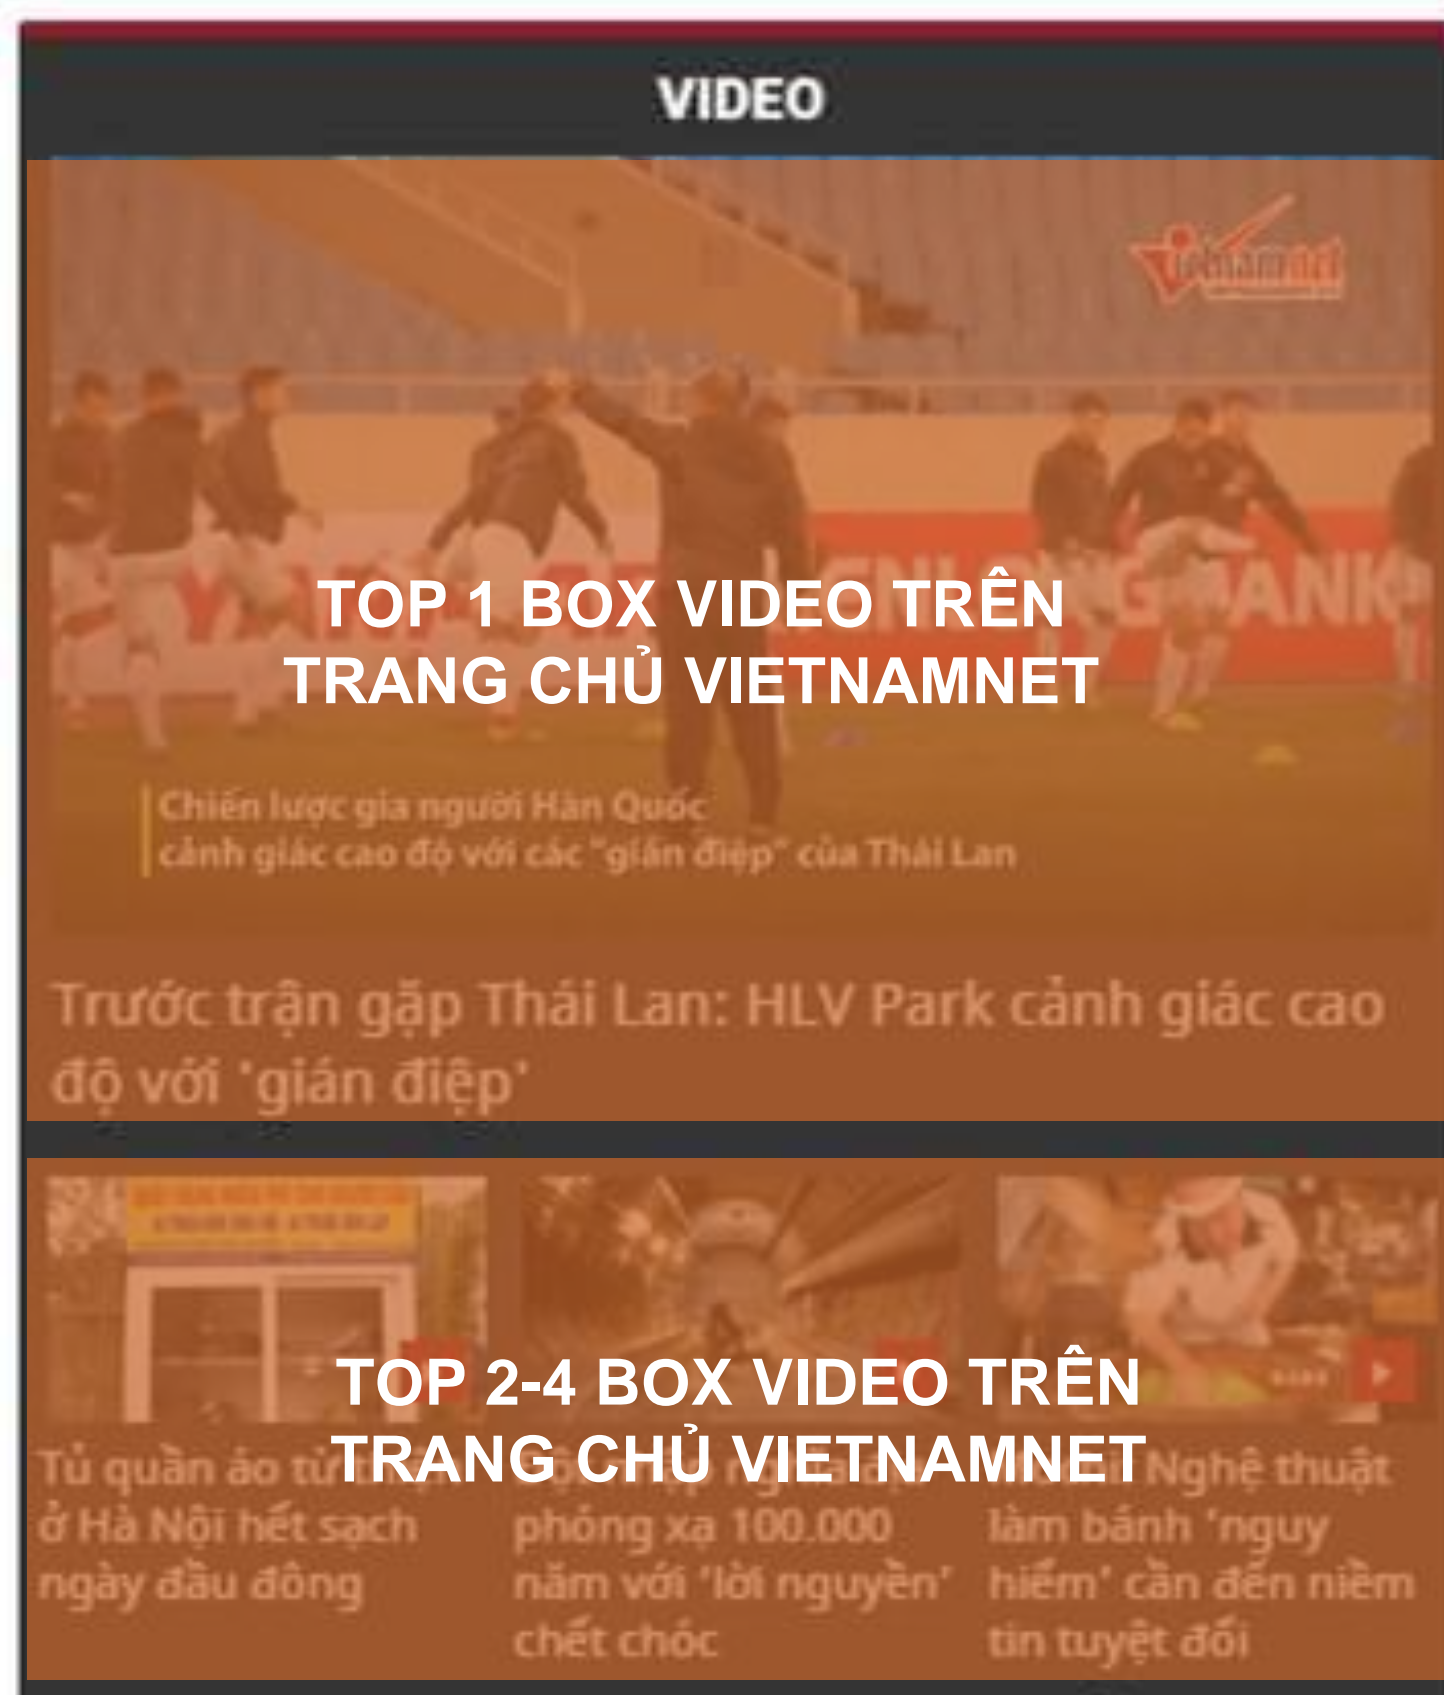 VIDEO
vietnamnet
TOP 1 BOX VIDEO TRÊN
TRANG CHỦ VIETNAMNET
Chiến lược gia người Hàn Quốc
cảnh giác cao độ với các "gián điệp" của Thái Lan
Trước trận gặp Thái Lan: HLV Park cảnh giác cao
độ với 'gián điệp'
TOP 2-4 BOX VIDEO TRÊN
TRANG CHỦ VIETNAMNET
Tủ quần áo từ
ở Hà Nội hết sạch
ngày đầu đông
phóng xạ 100.000
năm với 'lời nguyền'
chết chóc
Nghệ thuật
làm bánh 'nguy
hiểm' cần đến niềm
tin tuyệt đối